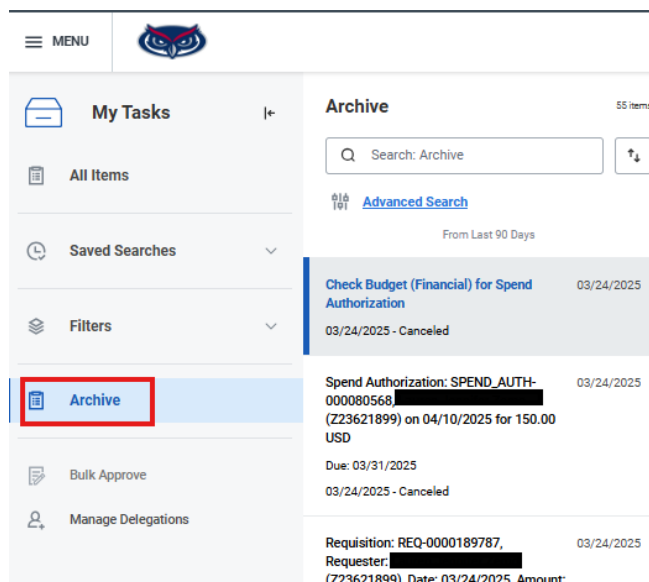 MENU
My Tasks
All Items
Saved Searches
Filters
Archive
Bulk Approve
Manage Delegations
Archive
55 items
Search: Archive
Advanced Search
From Last 90 Days
Check Budget (Financial) for Spend 03/24/2025
Authorization
03/24/2025 - Canceled
Spend Authorization: SPEND_AUTH- 03/24/2025
000080568,
(Z23621899) on 04/10/2025 for 150.00
USD
Due: 03/31/2025
03/24/2025 - Canceled
Requisition: REQ-0000189787, 03/24/2025
Requester:
(Z23621899), Date: 03/24/2025, Amount: